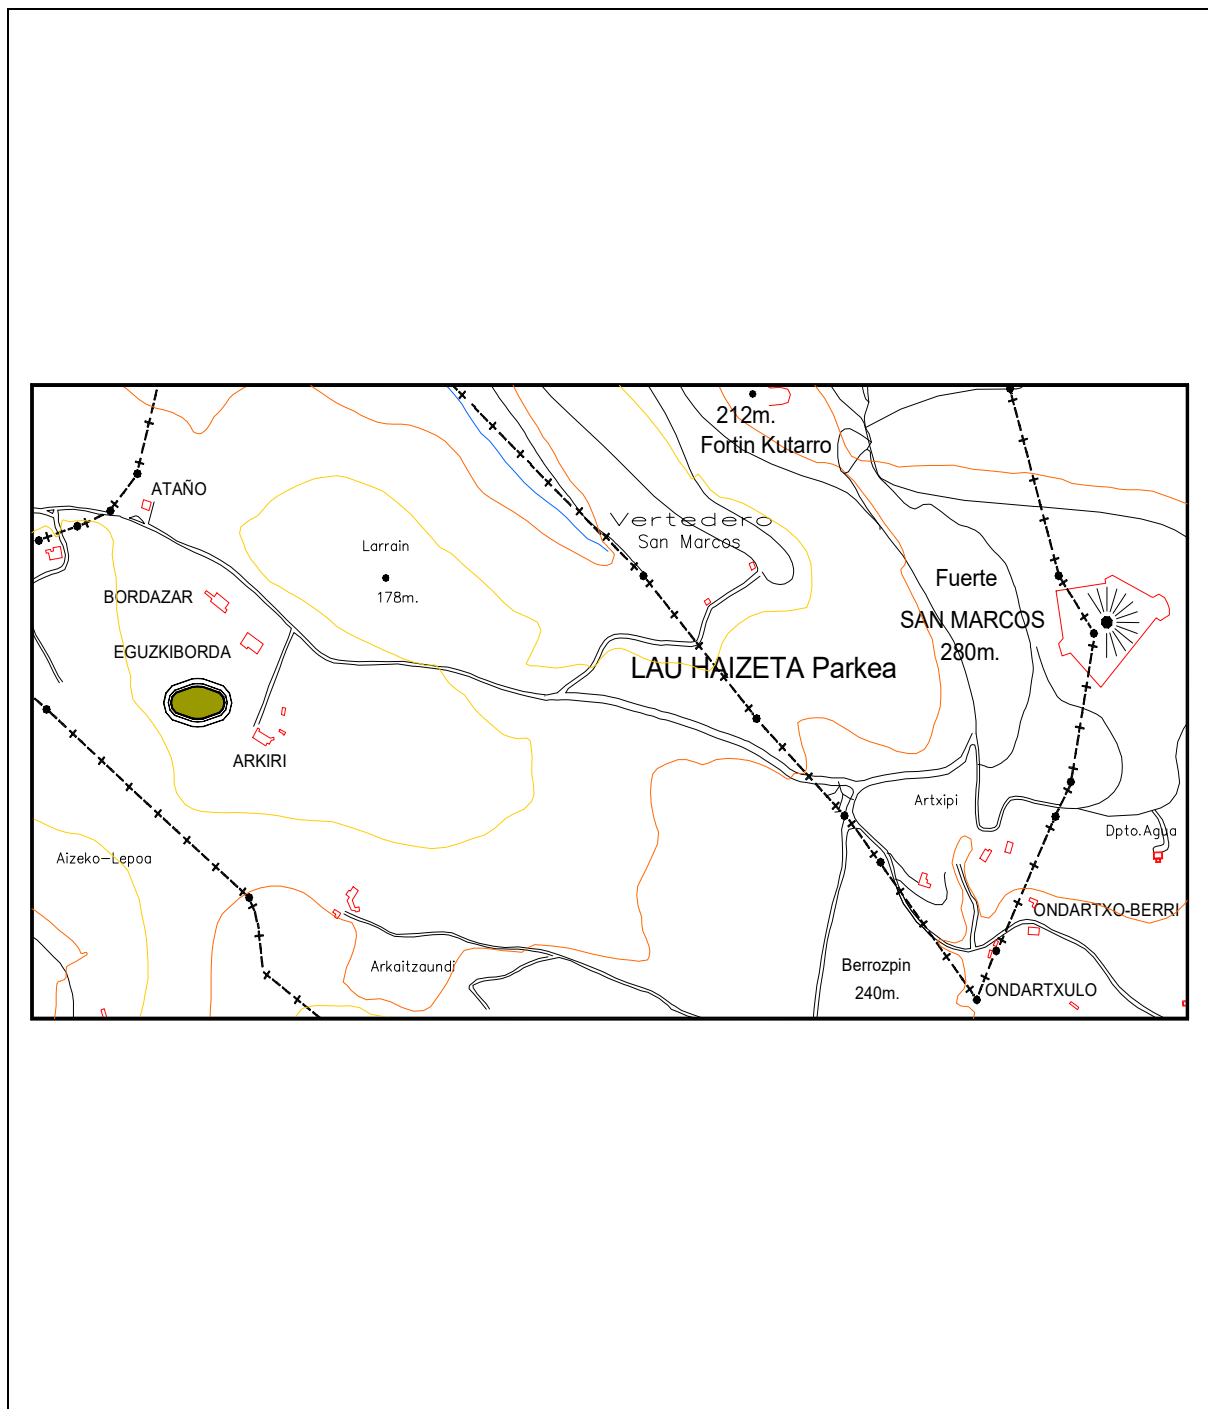 212m.
Fortin Kutarro
ATAÑO
Vertedero
San Marcos
Larrain
178m.
Fuerte
SAN MARCOS
280m.
BORDAZAR
EGUZKIBORDA
LAU HAIZETA Parkea
ARKIRI
Artxipi
Dpto.Agua
Aizeko-Lepoa
ONDARTXO-BERRI
Arkaitzaundi
Berrozpin
240m.
ONDARTXULO